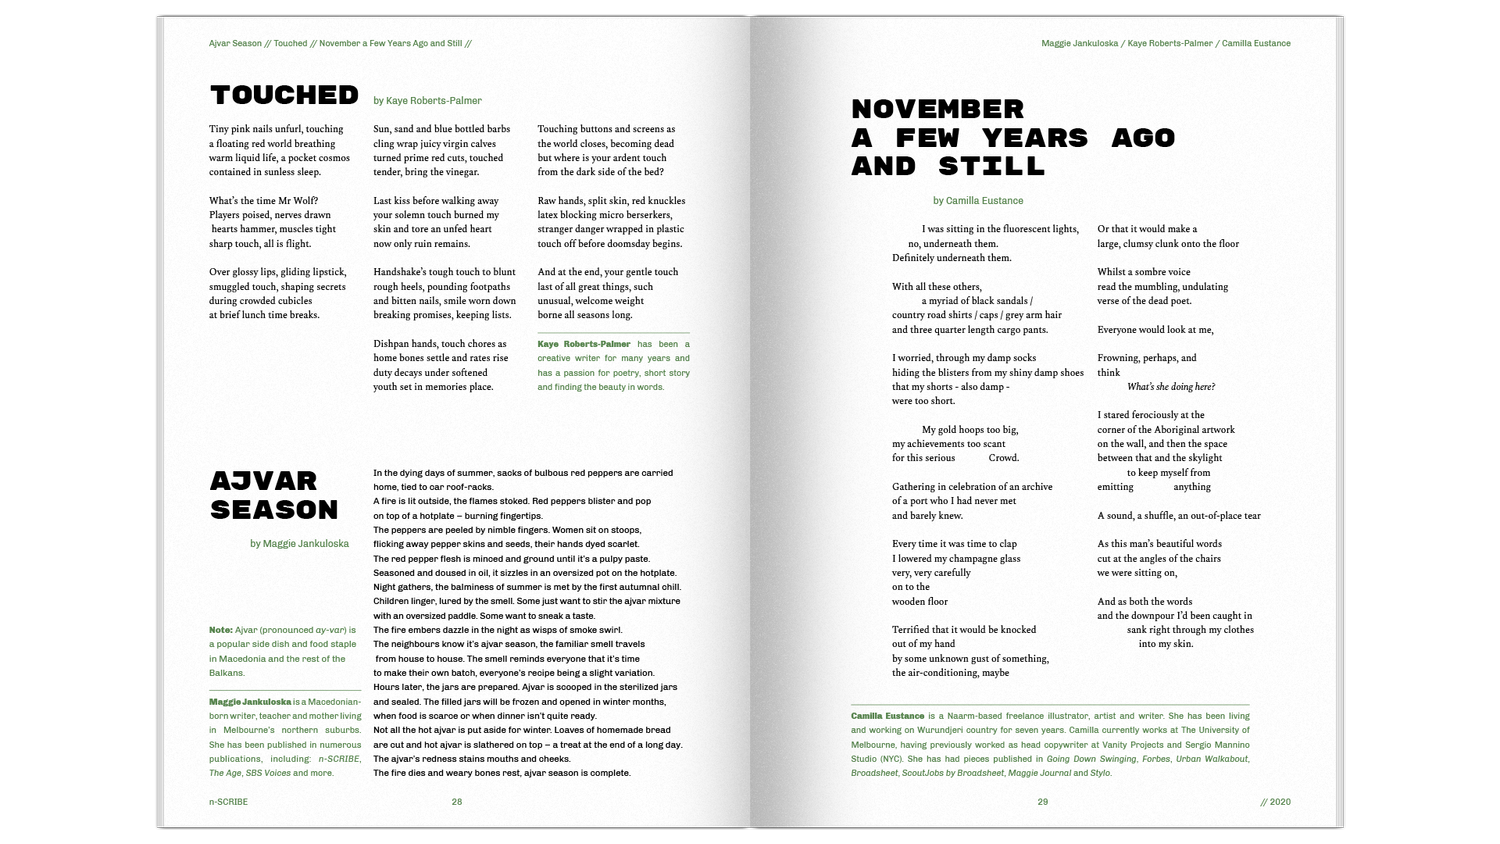 Ajvar Season // Touched // November a Few Years Ago and Still //
TOUCHED
by Kaye Roberts-Palmer
Tiny pink nails unfurl, touching
a floating red world breathing
warm liquid life, a pocket cosmos
contained in sunless sleep.
What's the time Mr Wolf?
Players poised, nerves drawn
hearts hammer, muscles tight
sharp touch, all is flight.
Over glossy lips, gliding lipstick,
smuggled touch, shaping secrets
during crowded cubicles
at brief lunch time breaks.
Sun, sand and blue bottled barbs
cling wrap juicy virgin calves
turned prime red cuts, touched
tender, bring the vinegar.
Last kiss before walking away
your solemn touch burned my
skin and tore an unfed heart
now only ruin remains.
Handshake's tough touch to blunt
rough heels, pounding footpaths
and bitten nails, smile worn down
breaking promises, keeping lists.
Dishpan hands, touch chores as
home bones settle and rates rise
duty decays under softened
youth set in memories place.
Touching buttons and screens as
the world closes, becoming dead
but where is your ardent touch
from the dark side of the bed?
Raw hands, split skin, red knuckles
latex blocking micro berserkers,
stranger danger wrapped in plastic
touch off before doomsday begins.
And at the end, your gentle touch
last of all great things, such
unusual, welcome weight
borne all seasons long.
Kaye Roberts-Palmer has been a
creative writer for many years and
has a passion for poetry, short story
and finding the beauty in words.
AJVAR
SEASON
by Maggie Jankuloska
Note: Ajvar (pronounced ay-var) is
a popular side dish and food staple
in Macedonia and the rest of the
Balkans.
Maggie Jankuloska is a Macedonian-
born writer, teacher and mother living
in Melbourne's northern suburbs.
She has been published in numerous
publications, including: n-SCRIBE,
The Age, SBS Voices and more.
In the dying days of summer, sacks of bulbous red peppers are carried
home, tied to car roof-racks.
A fire is lit outside, the flames stoked. Red peppers blister and pop
on top of a hotplate – burning fingertips.
The peppers are peeled by nimble fingers. Women sit on stoops,
flicking away pepper skins and seeds, their hands dyed scarlet.
The red pepper flesh is minced and ground until it's a pulpy paste.
Seasoned and doused in oil, it sizzles in an oversized pot on the hotplate.
Night gathers, the balminess of summer is met by the first autumnal chill.
Children linger, lured by the smell. Some just want to stir the ajvar mixture
with an oversized paddle. Some want to sneak a taste.
The fire embers dazzle in the night as wisps of smoke swirl.
The neighbours know it's ajvar season, the familiar smell travels
from house to house. The smell reminds everyone that it's time
to make their own batch, everyone's recipe being a slight variation.
Hours later, the jars are prepared. Ajvar is scooped in the sterilized jars
and sealed. The filled jars will be frozen and opened in winter months,
when food is scarce or when dinner isn't quite ready.
Not all the hot ajvar is put aside for winter. Loaves of homemade bread
are cut and hot ajvar is slathered on top – a treat at the end of a long day.
The ajvar's redness stains mouths and cheeks.
The fire dies and weary bones rest, ajvar season is complete.
n-SCRIBE
28
Maggie Jankuloska / Kaye Roberts-Palmer / Camilla Eustance
NOVEMBER
A FEW YEARS AGO
AND STILL
by Camilla Eustance
I was sitting in the fluorescent lights,
no, underneath them.
Definitely underneath them.
With all these others,
a myriad of black sandals /
country road shirts / caps / grey arm hair
and three quarter length cargo pants.
I worried, through my damp socks
hiding the blisters from my shiny damp shoes
that my shorts - also damp -
were too short.
My gold hoops too big,
my achievements too scant
for this serious Crowd.
Gathering in celebration of an archive
of a port who I had never met
and barely knew.
Every time it was time to clap
I lowered my champagne glass
very, very carefully
on to the
wooden floor
Terrified that it would be knocked
out of my hand
by some unknown gust of something,
the air-conditioning, maybe
Or that it would make a
large, clumsy clunk onto the floor
Whilst a sombre voice
read the mumbling, undulating
verse of the dead poet.
Everyone would look at me,
Frowning, perhaps, and
think
What's she doing here?
I stared ferociously at the
corner of the Aboriginal artwork
on the wall, and then the space
between that and the skylight
to keep myself from
emitting anything
A sound, a shuffle, an out-of-place tear
As this man's beautiful words
cut at the angles of the chairs
we were sitting on,
And as both the words
and the downpour I'd been caught in
sank right through my clothes
into my skin.
Camilla Eustance is a Naarm-based freelance illustrator, artist and writer. She has been living
and working on Wurundjeri country for seven years. Camilla currently works at The University of
Melbourne, having previously worked as head copywriter at Vanity Projects and Sergio Mannino
Studio (NYC). She has had pieces published in Going Down Swinging, Forbes, Urban Walkabout,
Broadsheet, ScoutJobs by Broadsheet, Maggie Journal and Stylo.
29
// 2020